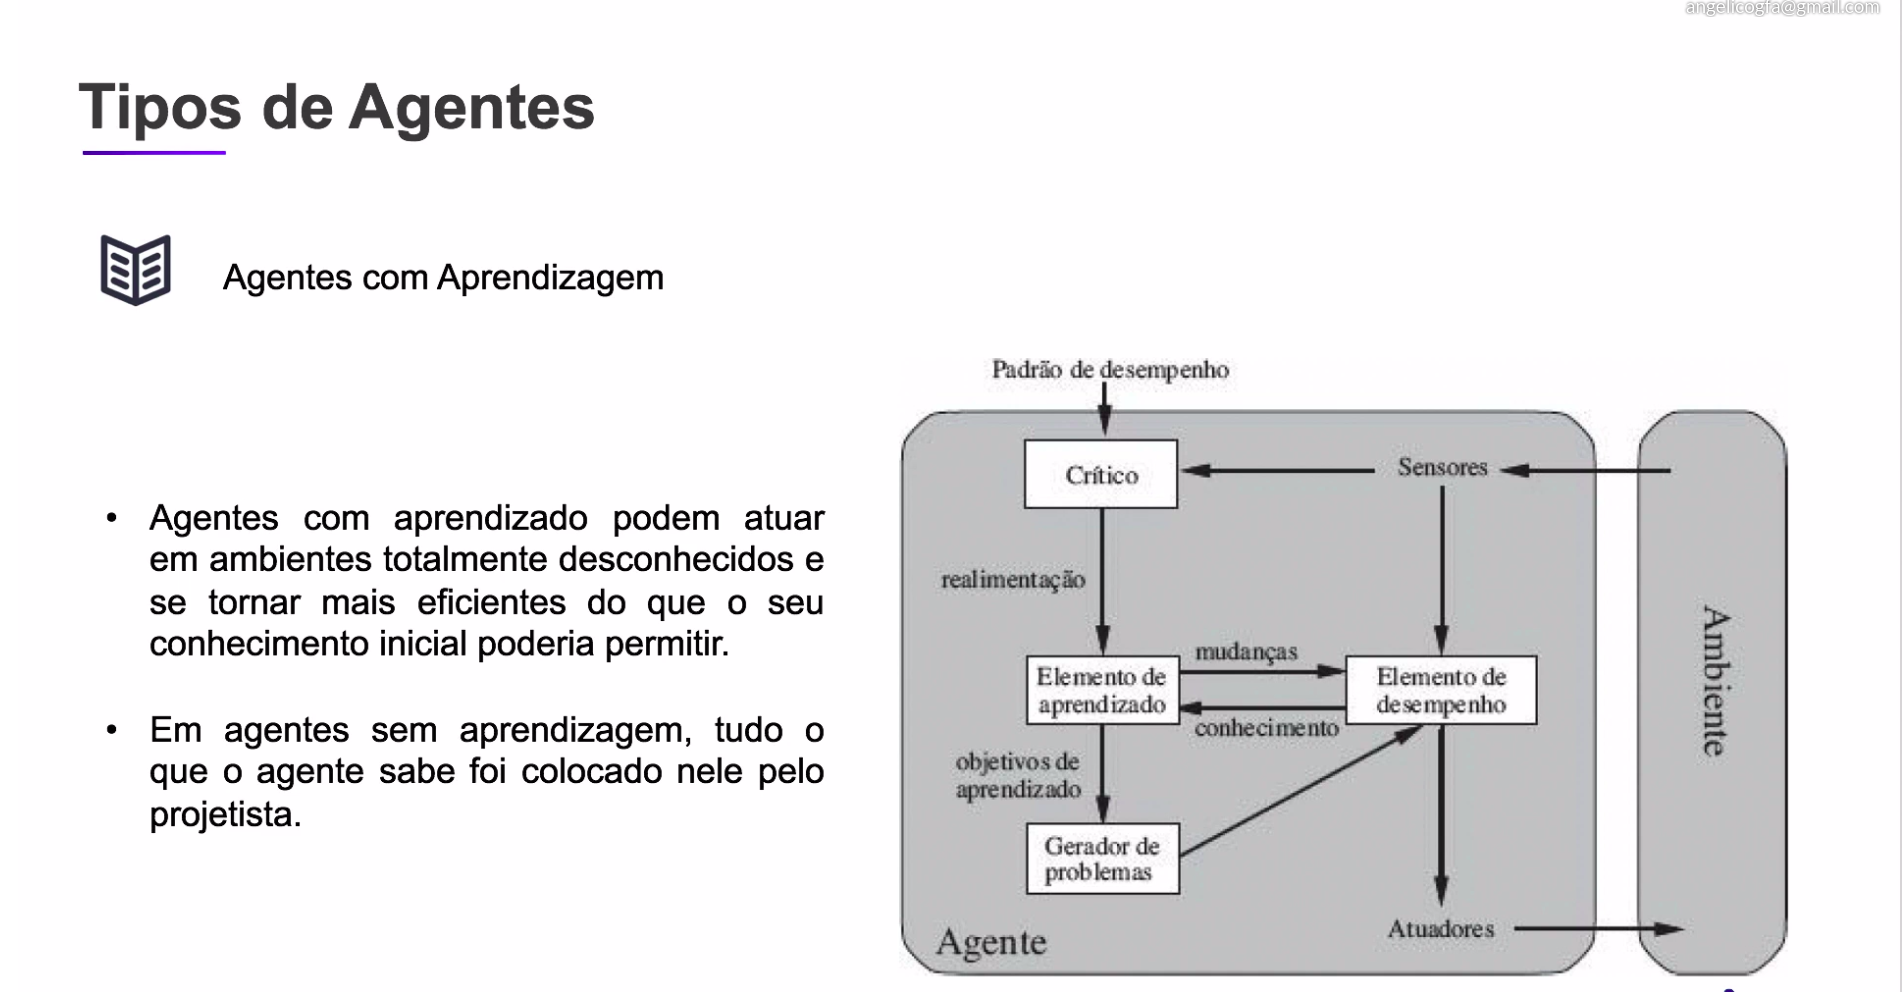 angelicogfa@gmail.com
Tipos de Agentes
Agentes com Aprendizagem
• Agentes com aprendizado podem atuar
em ambientes totalmente desconhecidos e
se tornar mais eficientes do que o seu
conhecimento inicial poderia permitir.
• Em agentes sem aprendizagem, tudo o
que o agente sabe foi colocado nele pelo
projetista.
Padrão de desempenho
Crítico
Sensores
realimentação
mudanças
Elemento de
aprendizado
Elemento de
desempenho
conhecimento
objetivos de
aprendizado
Gerador de
problemas
Atuadores
Agente
Ambiente